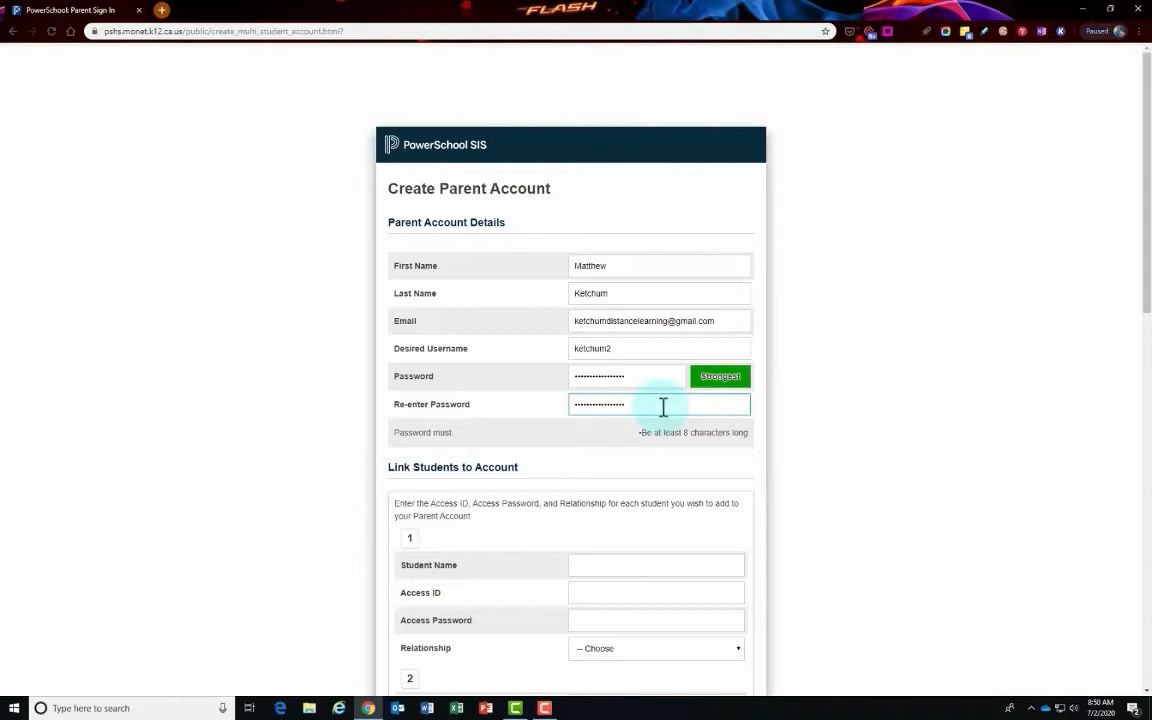 PowerSchool: Parent Sign In
FLASH
pshs.monet.k12.ca.us/public/create_multi_student_account.html?
Paused
PowerSchool SIS
Create Parent Account
Parent Account Details
First Name
Matthew
Last Name
Ketchum
Email
ketchumdistancelearning@gmail.com
Desired Username
ketchum2
Password
•••••••••••••••••
Strongest
Re-enter Password
•••••••••••••••••
Password must:
•Be at least 8 characters long
Link Students to Account
Enter the Access ID, Access Password, and Relationship for each student you wish to add to
your Parent Account
1
Student Name
Access ID
Access Password
Relationship
-- Choose
2
Type here to search
8:50 AM
7/2/2020